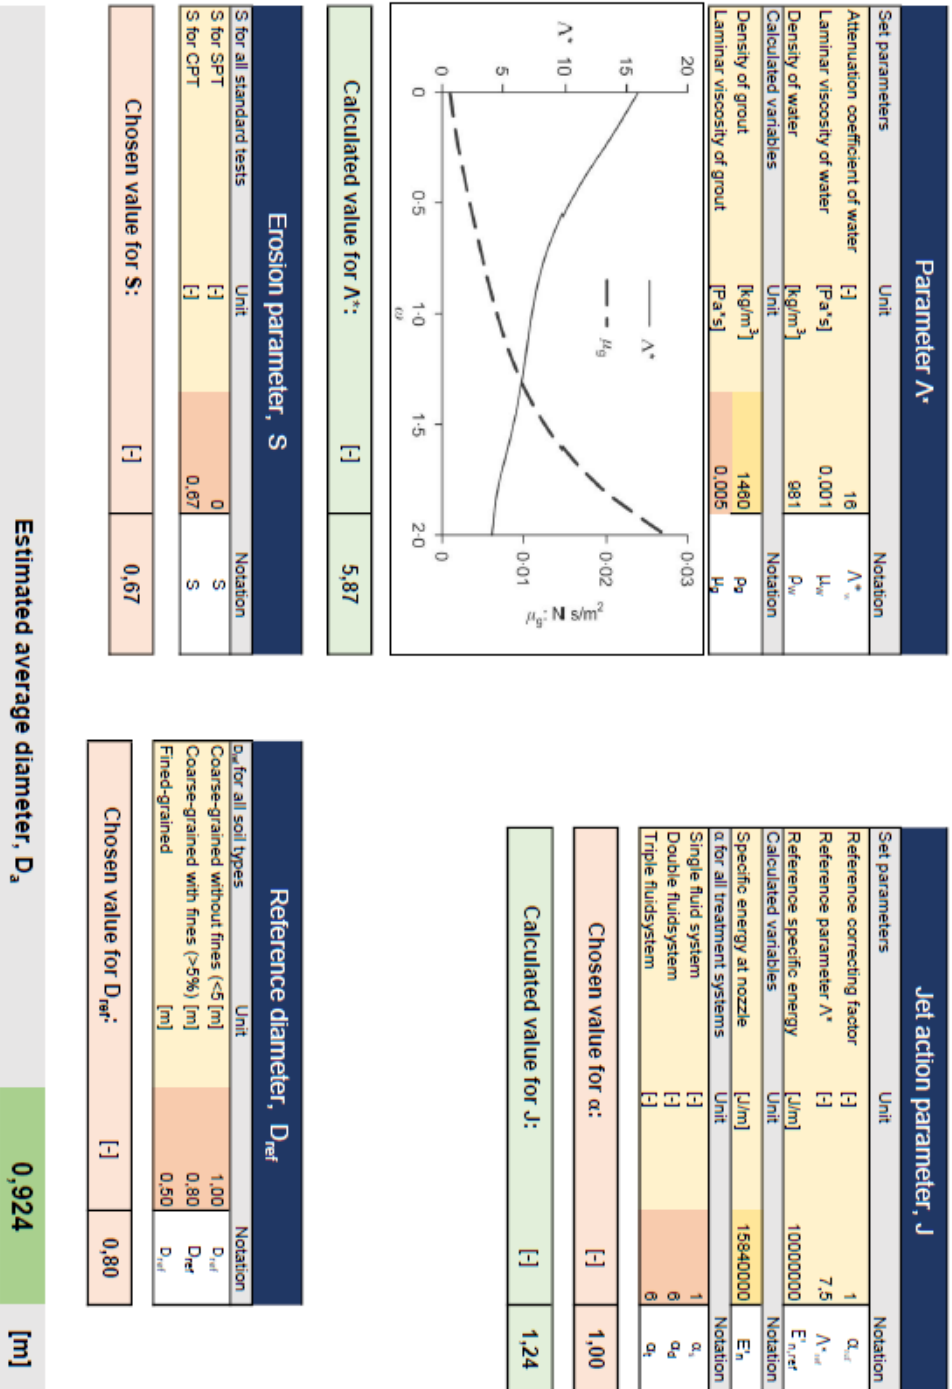 Parameter Λ*
Set parameters Unit Notation
Attenuation coefficient of water [-] 16 Λ*w
Laminar viscosity of water [Pa*s] 0,001 μw
Density of water [kg/m³] 981 ρw
Calculated variables Unit Notation
Density of grout [kg/m³] 1460 ρg
Laminar viscosity of grout [Pa*s] 0,005 μg
20
15
10
5
0
Λ*
0 0·5 1·0 1·5 2·0
ω
Λ*
μg
0·03
0·02
0·01
0
μg: N s/m²
Calculated value for Λ*: [-] 5,87
Erosion parameter, S
S for all standard tests Unit Notation
S for SPT [-] 0 S
S for CPT [-] 0,67 S
Chosen value for S: [-] 0,67
Jet action parameter, J
Set parameters Unit Notation
Reference correcting factor [-] 1 αref
Reference parameter Λ* [-] 7,5 Λ*ref
Reference specific energy [J/m] 10000000 E'n,ref
Calculated variables Unit Notation
Specific energy at nozzle [J/m] 15840000 E'n
α for all treatment systems Unit Notation
Single fluid system [-] 1 αs
Double fluidsystem [-] 6 αd
Triple fluidsystem [-] 6 αt
Chosen value for α: [-] 1,00
Calculated value for J: [-] 1,24
Reference diameter, Dref
Dref for all soil types Unit Notation
Coarse-grained without fines (<5 [m] 1,00 Dref
Coarse-grained with fines (>5%) [m] 0,80 Dref
Fined-grained [m] 0,50 Dref
Chosen value for Dref: [-] 0,80
Estimated average diameter, Da 0,924 [m]